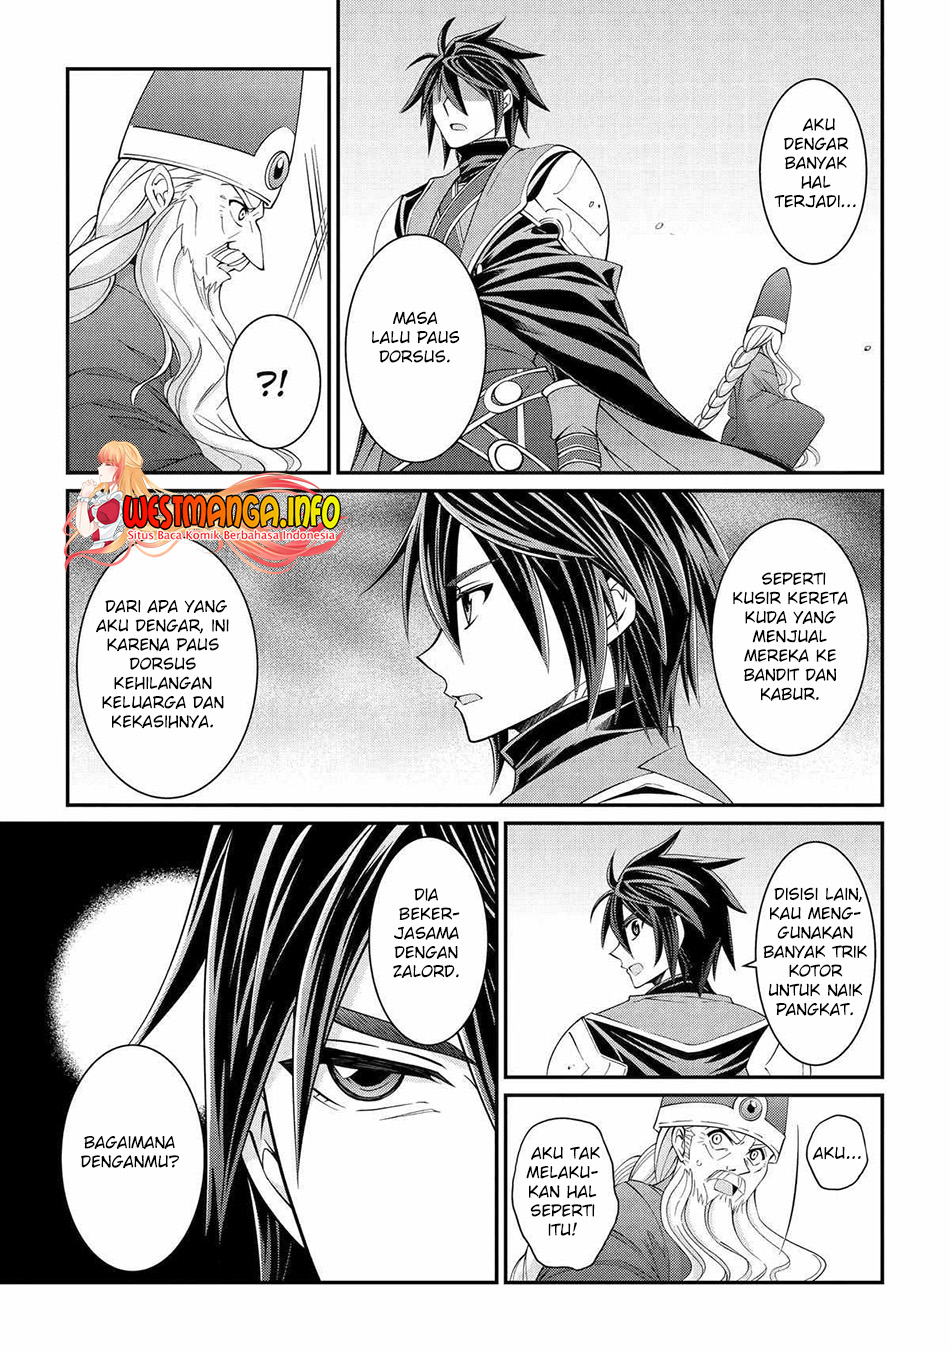 AKU
DENGAR
BANYAK
HAL
TERJADI...
MASA
LALU PAUS
DORSUS.
?!
WESTMANGA.INFO
Situs Baca Komik Berbahasa Indonesia
SEPERTI
KUSIR KERETA
KUDA YANG
MENJUAL
MEREKA KE
BANDIT DAN
KABUR.
DARI APA YANG
AKU DENGAR, INI
KARENA PAUS
DORSUS
KEHILANGAN
KELUARGA DAN
KEKASIHNYA.
DISISI LAIN,
KAU MENG-
GUNAKAN
BANYAK TRIK
KOTOR
UNTUK NAIK
PANGKAT.
AKU...
AKU TAK
MELAKU-
KAN HAL
SEPERTI
ITU!
DIA
BEKER-
JASAMA
DENGAN
ZALORD.
BAGAIMANA
DENGANMU?